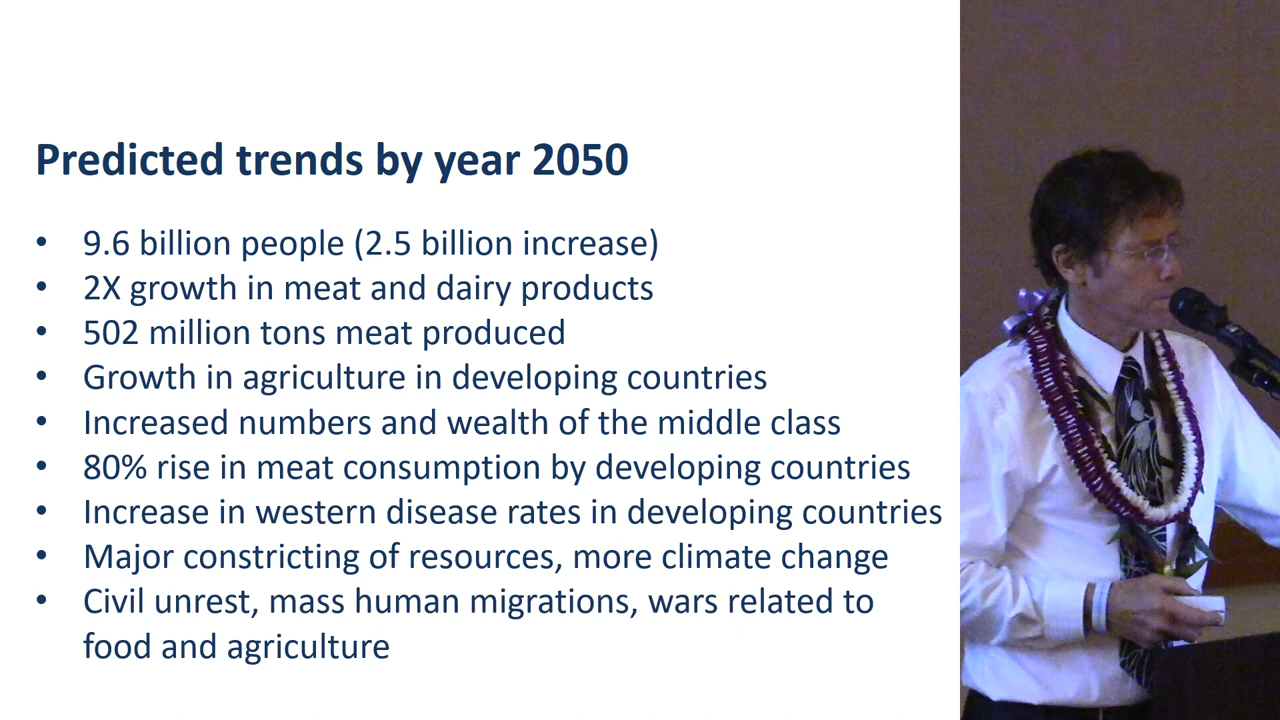 Predicted trends by year 2050
• 9.6 billion people (2.5 billion increase)
• 2X growth in meat and dairy products
• 502 million tons meat produced
• Growth in agriculture in developing countries
• Increased numbers and wealth of the middle class
• 80% rise in meat consumption by developing countries
• Increase in western disease rates in developing countries
• Major constricting of resources, more climate change
• Civil unrest, mass human migrations, wars related to
food and agriculture